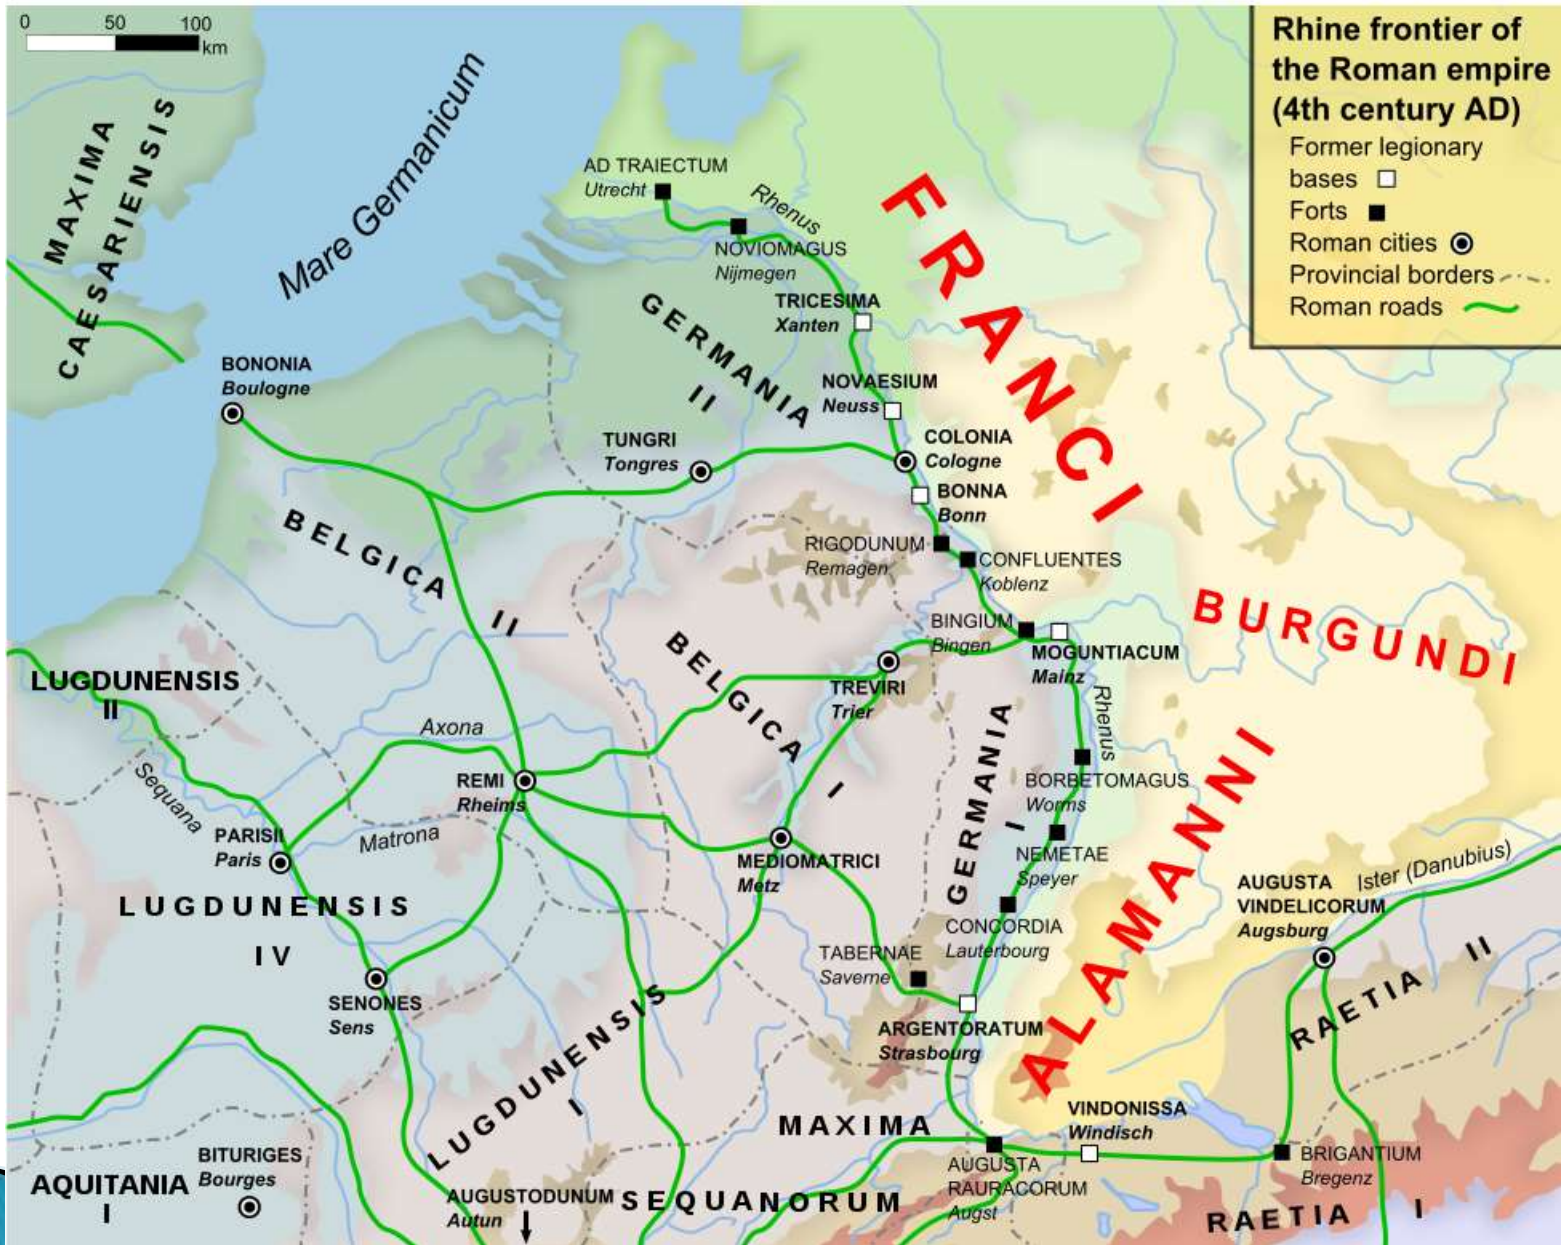 0 50 100
km
Rhine frontier of
the Roman empire
(4th century AD)
Former legionary
bases
Forts
Roman cities
Provincial borders
Roman roads
MAXIMA
CAESARIENSIS
Mare Germanicum
AD TRAIECTUM
Utrecht
Rhenus
NOVIOMAGUS
Nijmegen
FRANCI
GERMANIA
II
TRICESIMA
Xanten
BONONIA
Boulogne
NOVAESIUM
Neuss
TUNGRI
Tongres
COLONIA
Cologne
BONNA
Bonn
BELGICA
II
RIGODUNUM
Remagen
CONFLUENTES
Koblenz
BURGUNDI
BINGIUM
Bingen
MOGUNTIACUM
Mainz
BELGICA
I
TREVIRI
Trier
LUGDUNENSIS
II
Axona
Rhenus
GERMANIA
I
Sequana
REMI
Rheims
BORBETOMAGUS
Worms
ALAMANNI
PARISII
Paris
Matrona
MEDIOMATRICI
Metz
NEMETAE
Speyer
Ister (Danubius)
AUGUSTA
VINDELICORUM
Augsburg
LUGDUNENSIS
IV
CONCORDIA
Lauterbourg
TABERNAE
Saverne
RAETIA II
SENONES
Sens
ARGENTORATUM
Strasbourg
LUGDUNENSIS
I
MAXIMA
SEQUANORUM
VINDONISSA
Windisch
BITURIGES
Bourges
AQUITANIA
I
AUGUSTODUNUM
Autun
AUGUSTA
RAURACORUM
Augst
BRIGANTIUM
Bregenz
RAETIA I